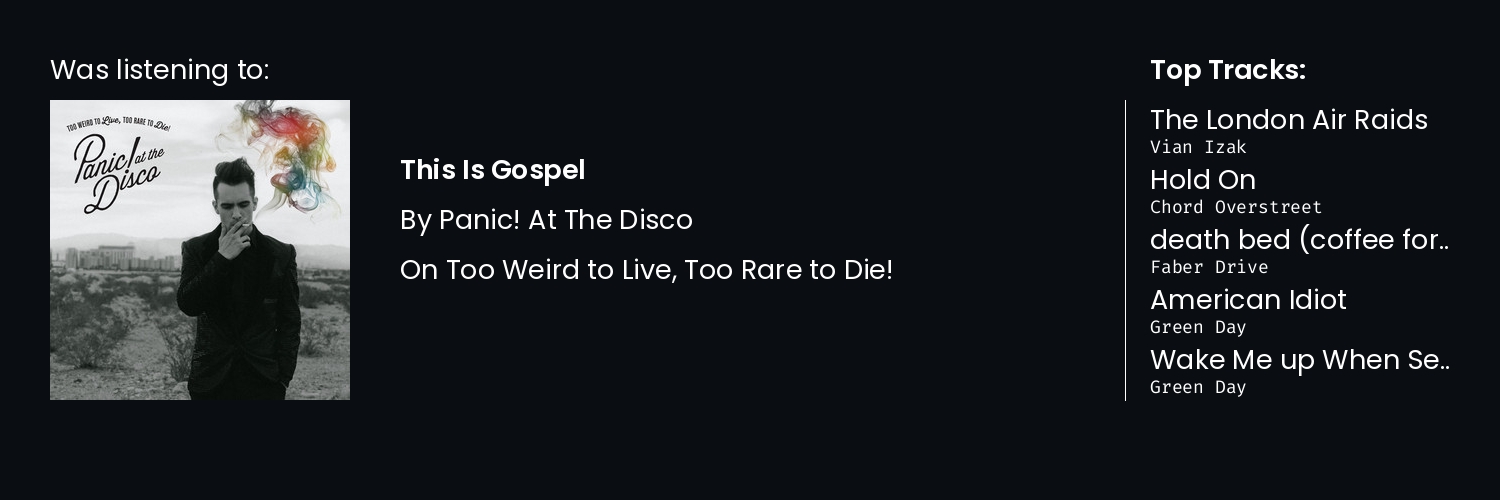 Was listening to:
TOO WEIRD TO Live, TOO RARE TO Die!
Panic! at the
Disco
This Is Gospel
By Panic! At The Disco
On Too Weird to Live, Too Rare to Die!
Top Tracks:
The London Air Raids
Vian Izak
Hold On
Chord Overstreet
death bed (coffee for..
Faber Drive
American Idiot
Green Day
Wake Me up When Se..
Green Day